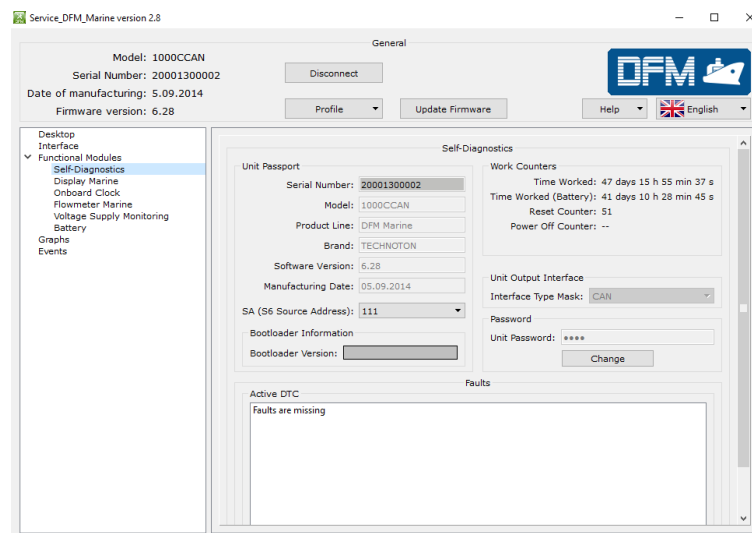 Service_DFM_Marine version 2.8
General
Model: 1000CCAN
Serial Number: 20001300002
Date of manufacturing: 5.09.2014
Firmware version: 6.28
Disconnect
Profile
Update Firmware
DFM
Help
English
Desktop
Interface
Functional Modules
Self-Diagnostics
Display Marine
Onboard Clock
Flowmeter Marine
Voltage Supply Monitoring
Battery
Graphs
Events
Self-Diagnostics
Unit Passport
Serial Number: 20001300002
Model: 1000CCAN
Product Line: DFM Marine
Brand: TECHNOTON
Software Version: 6.28
Manufacturing Date: 05.09.2014
SA (S6 Source Address): 111
Bootloader Information
Bootloader Version:
Work Counters
Time Worked: 47 days 15 h 55 min 37 s
Time Worked (Battery): 41 days 10 h 28 min 45 s
Reset Counter: 51
Power Off Counter: --
Unit Output Interface
Interface Type Mask: CAN
Password
Unit Password: ●●●●
Change
Faults
Active DTC
Faults are missing